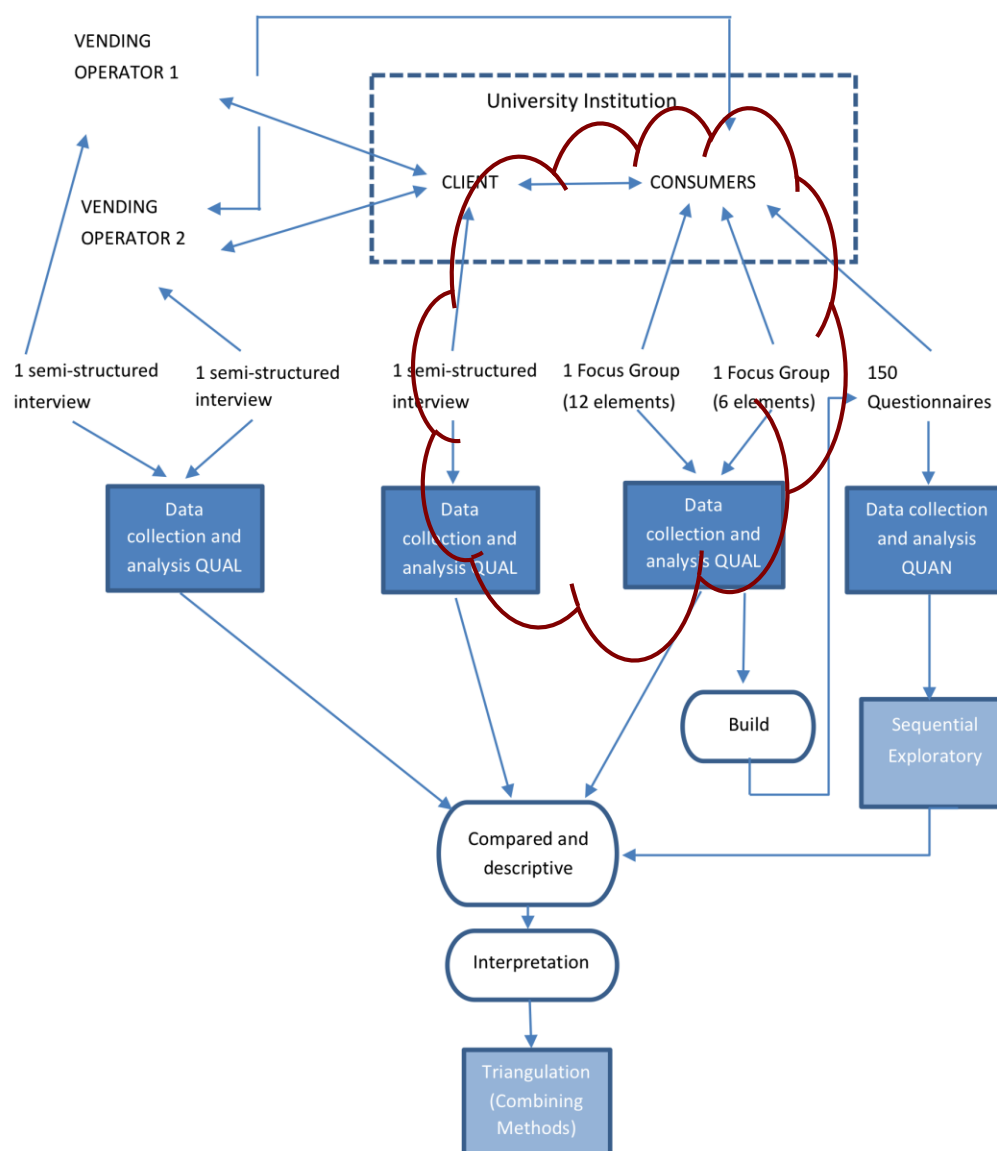 VENDING
OPERATOR 1
University Institution
CLIENT
CONSUMERS
VENDING
OPERATOR 2
1 semi-structured
interview
1 semi-structured
interview
1 semi-structured
interview
1 Focus Group
(12 elements)
1 Focus Group
(6 elements)
150
Questionnaires
Data
collection and
analysis QUAL
Data
collection and
analysis QUAL
Data
collection and
analysis QUAL
Data collection
and analysis
QUAN
Build
Sequential
Exploratory
Compared and
descriptive
Interpretation
Triangulation
(Combining
Methods)